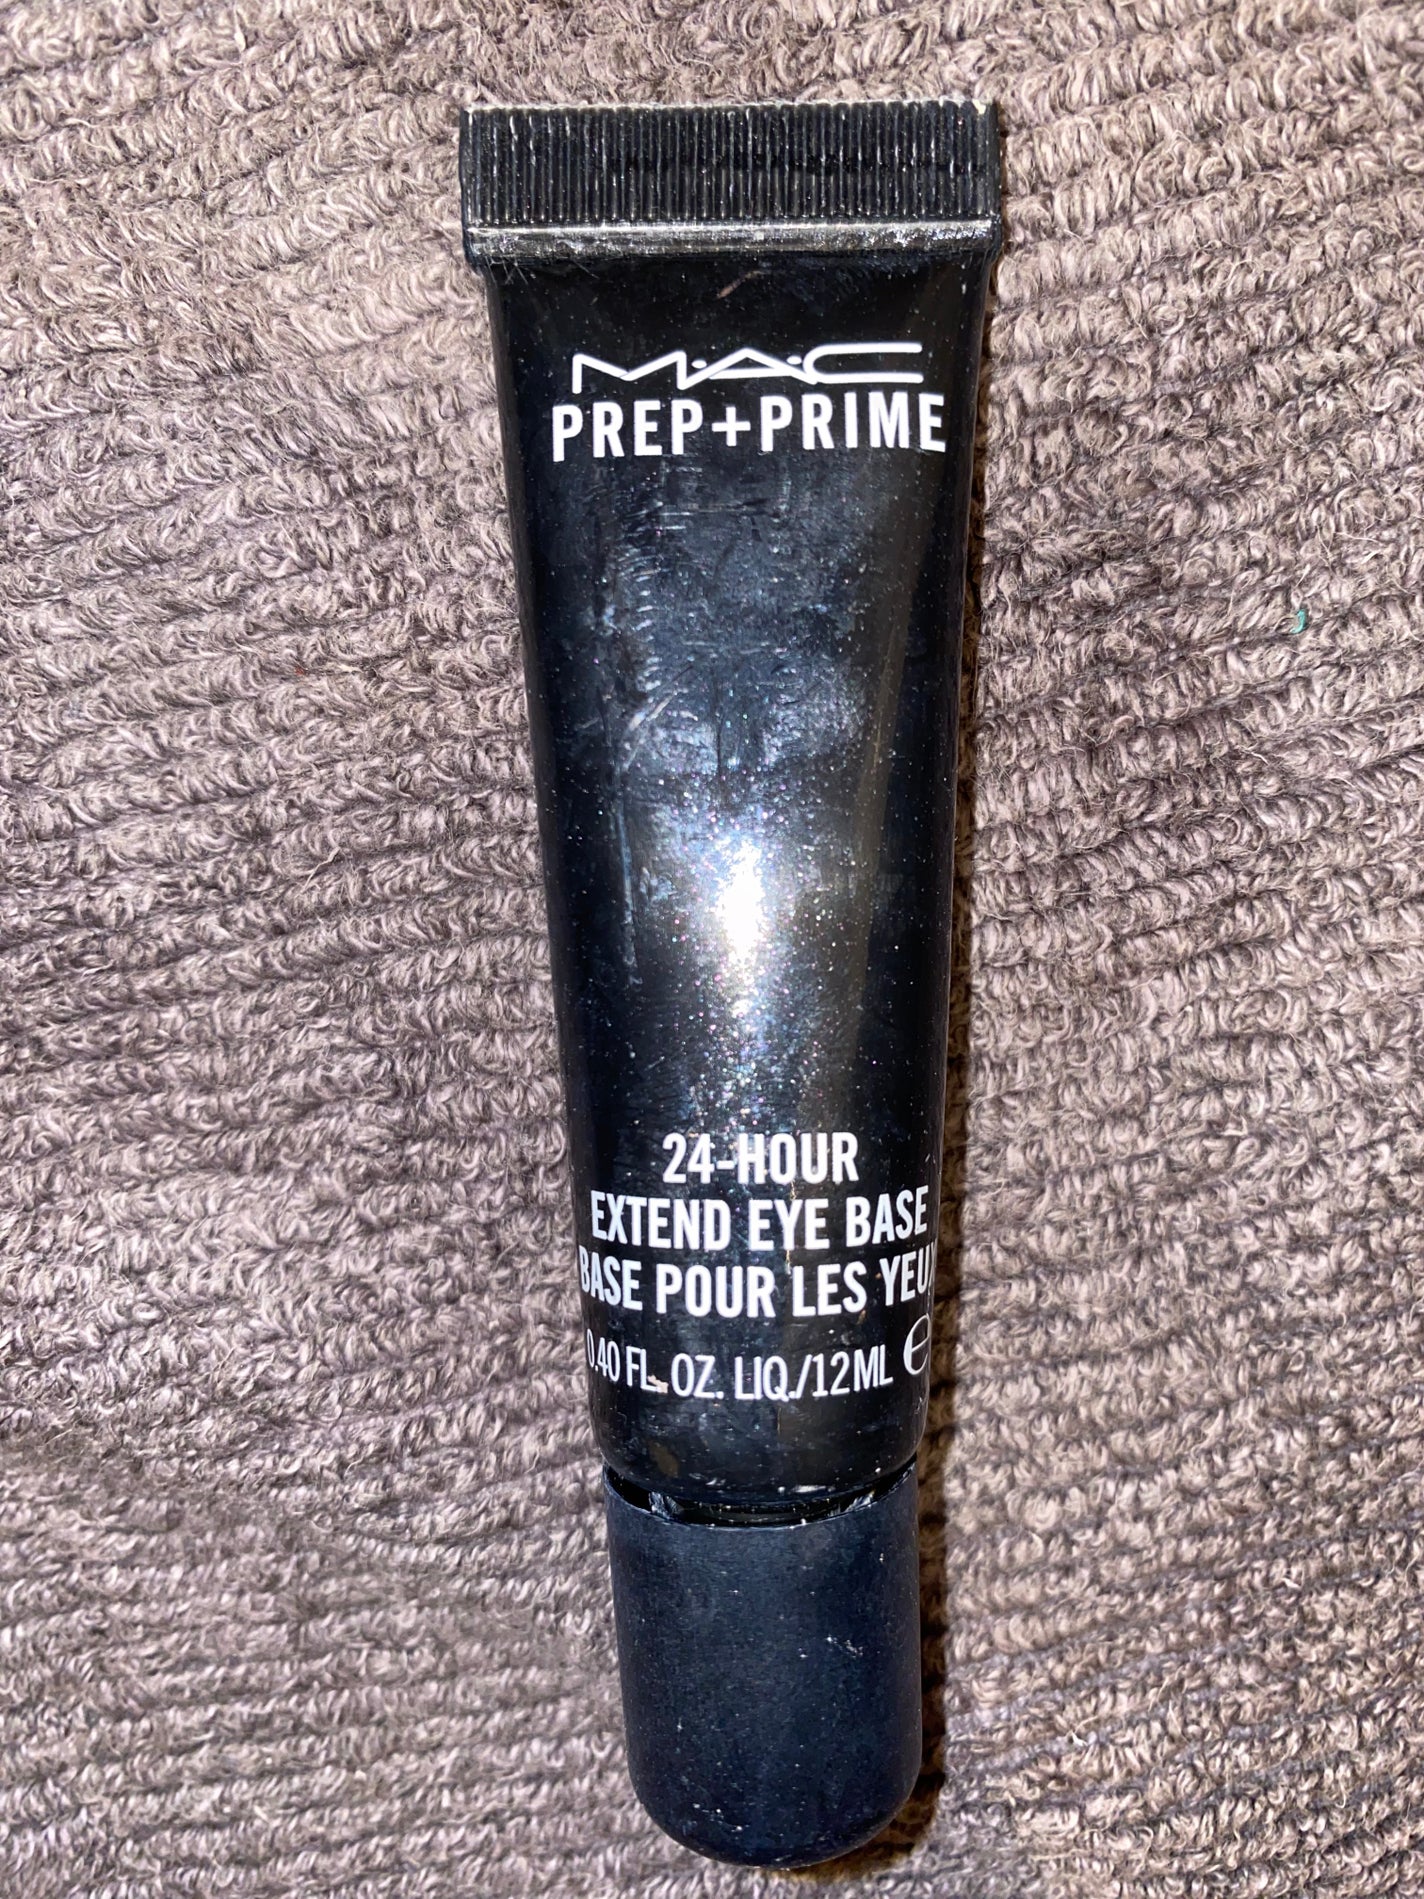 M·A·C
PREP+PRIME
24-HOUR
EXTEND EYE BASE
BASE POUR LES YEUX
0.40 FL. OZ. LIQ./12ML ℮